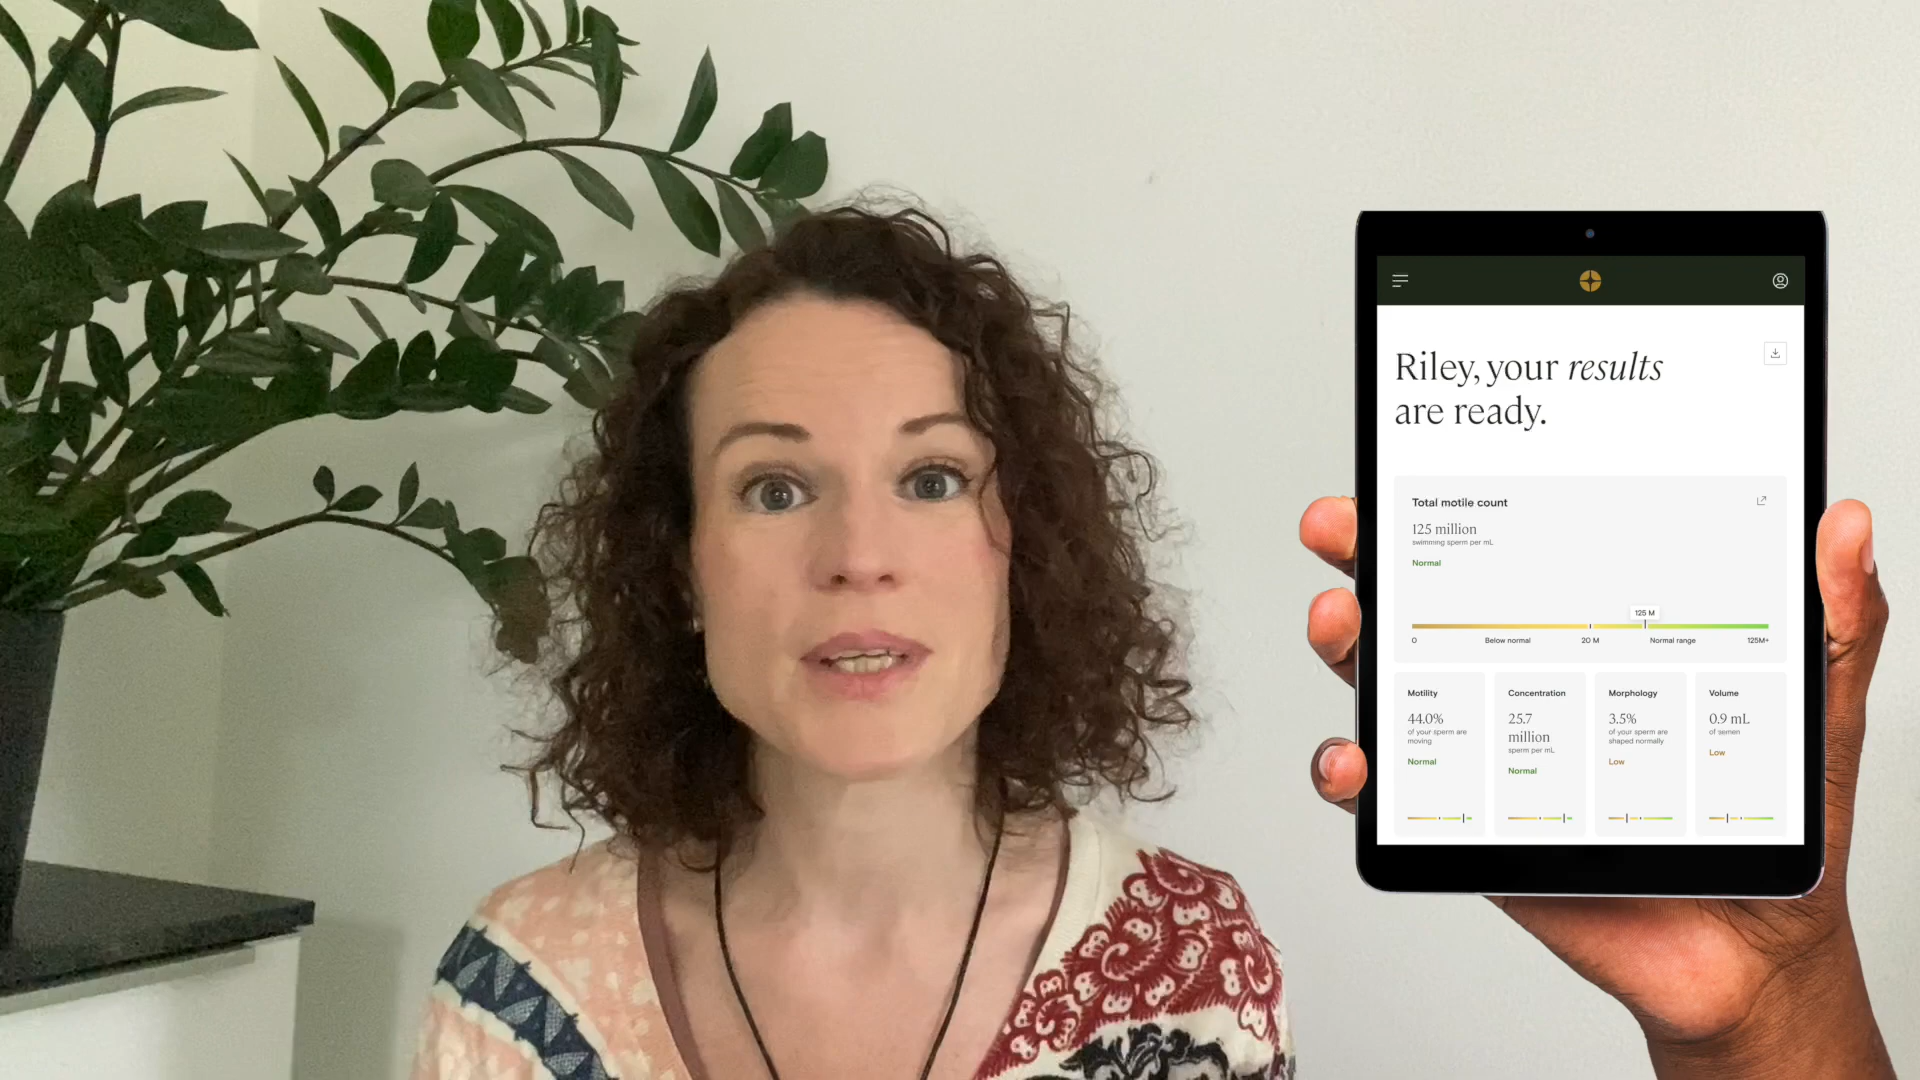 Riley, your results
are ready.
Total motile count
125 million
swimming sperm per mL
Normal
125 M
0 Below normal 20 M Normal range 125M+
Motility
44.0%
of your sperm are
moving
Normal
Concentration
25.7
million
sperm per mL
Normal
Morphology
3.5%
of your sperm are
shaped normally
Low
Volume
0.9 mL
of semen
Low